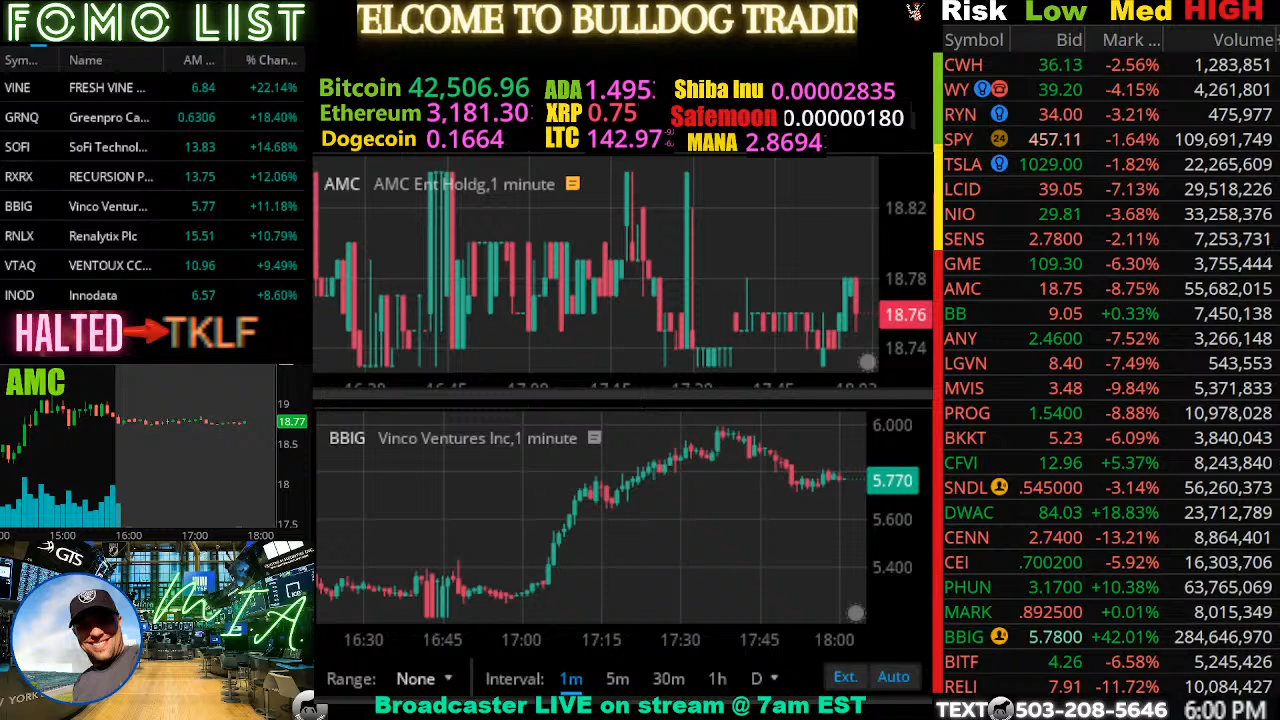 FOMO LIST
Sym... Name AM ... % Chan...
VINE FRESH VINE ... 6.84 +22.14%
GRNQ Greenpro Ca... 0.6306 +18.40%
SOFI SoFi Technol... 13.83 +14.68%
RXRX RECURSION P... 13.75 +12.06%
BBIG Vinco Ventur... 5.77 +11.18%
RNLX Renalytix Plc 15.51 +10.79%
VTAQ VENTOUX CC... 10.96 +9.49%
INOD Innodata 6.57 +8.60%
HALTED TKLF
AMC
19
18.77
18.5
18
17.5
15:00 16:00 17:00 18:00
GTS
M.I.A.
YORK
ELCOME TO BULLDOG TRADIN
Bitcoin 42,506.96 ADA 1.495 Shiba Inu 0.00002835
Ethereum 3,181.30 XRP 0.75 Safemoon 0.00000180
Dogecoin 0.1664 LTC 142.97 MANA 2.8694
AMC AMC Ent Holdg,1 minute
18.82
18.78
18.76
18.74
BBIG Vinco Ventures Inc,1 minute
6.000
5.770
5.600
5.400
16:30 16:45 17:00 17:15 17:30 17:45 18:00
Range: None Interval: 1m 5m 30m 1h D Ext. Auto
Broadcaster LIVE on stream @ 7am EST
Risk Low Med HIGH
Symbol Bid Mark ... Volume
CWH 36.13 -2.56% 1,283,851
WY 39.20 -4.15% 4,261,801
RYN 34.00 -3.21% 475,977
SPY 24 457.11 -1.64% 109,691,749
TSLA 1029.00 -1.82% 22,265,609
LCID 39.05 -7.13% 29,518,226
NIO 29.81 -3.68% 33,258,376
SENS 2.7800 -2.11% 7,253,731
GME 109.30 -6.30% 3,755,444
AMC 18.75 -8.75% 55,682,015
BB 9.05 +0.33% 7,450,138
ANY 2.4600 -7.52% 3,266,148
LGVN 8.40 -7.49% 543,553
MVIS 3.48 -9.84% 5,371,833
PROG 1.5400 -8.88% 10,978,028
BKKT 5.23 -6.09% 3,840,043
CFVI 12.96 +5.37% 8,243,840
SNDL .545000 -3.14% 56,260,373
DWAC 84.03 +18.83% 23,712,789
CENN 2.7400 -13.21% 8,864,401
CEI .700200 -5.92% 16,303,706
PHUN 3.1700 +10.38% 63,765,069
MARK .892500 +0.01% 8,015,349
BBIG 5.7800 +42.01% 284,646,970
BITF 4.26 -6.58% 5,245,426
RELI 7.91 -11.72% 10,084,427
TEXT 503-208-5646 6:00 PM